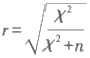 r = √(χ² / (χ² + n))